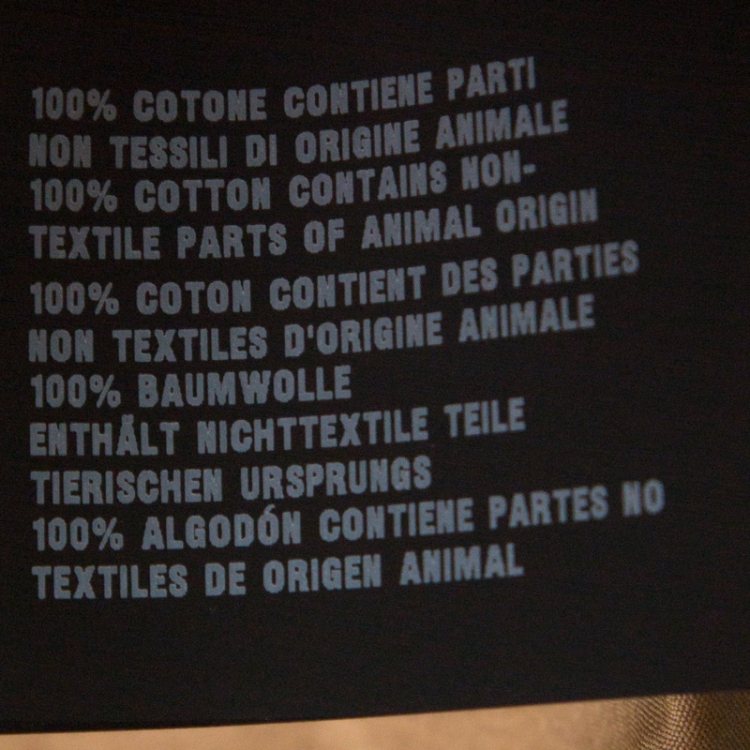 100% COTONE CONTIENE PARTI
NON TESSILI DI ORIGINE ANIMALE
100% COTTON CONTAINS NON-
TEXTILE PARTS OF ANIMAL ORIGIN
100% COTON CONTIENT DES PARTIES
NON TEXTILES D'ORIGINE ANIMALE
100% BAUMWOLLE
ENTHÄLT NICHTTEXTILE TEILE
TIERISCHEN URSPRUNGS
100% ALGODÓN CONTIENE PARTES NO
TEXTILES DE ORIGEN ANIMAL